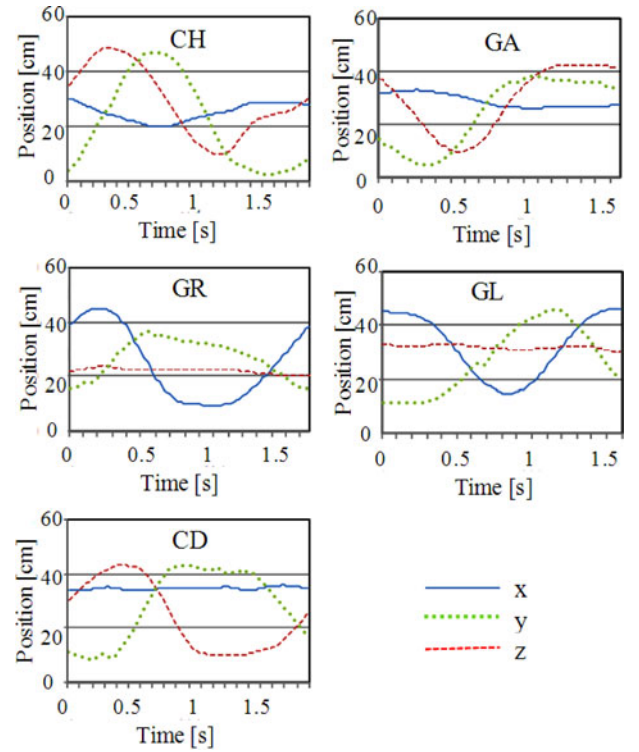 CH
Position [cm]
60
40
20
0
0 0.5 1 1.5
Time [s]
GA
Position [cm]
60
40
20
0
0 0.5 1 1.5
Time [s]
GR
Position [cm]
60
40
20
0
0 0.5 1 1.5
Time [s]
GL
Position [cm]
60
40
20
0
0 0.5 1 1.5
Time [s]
CD
Position [cm]
60
40
20
0
0 0.5 1 1.5
Time [s]
x
y
z